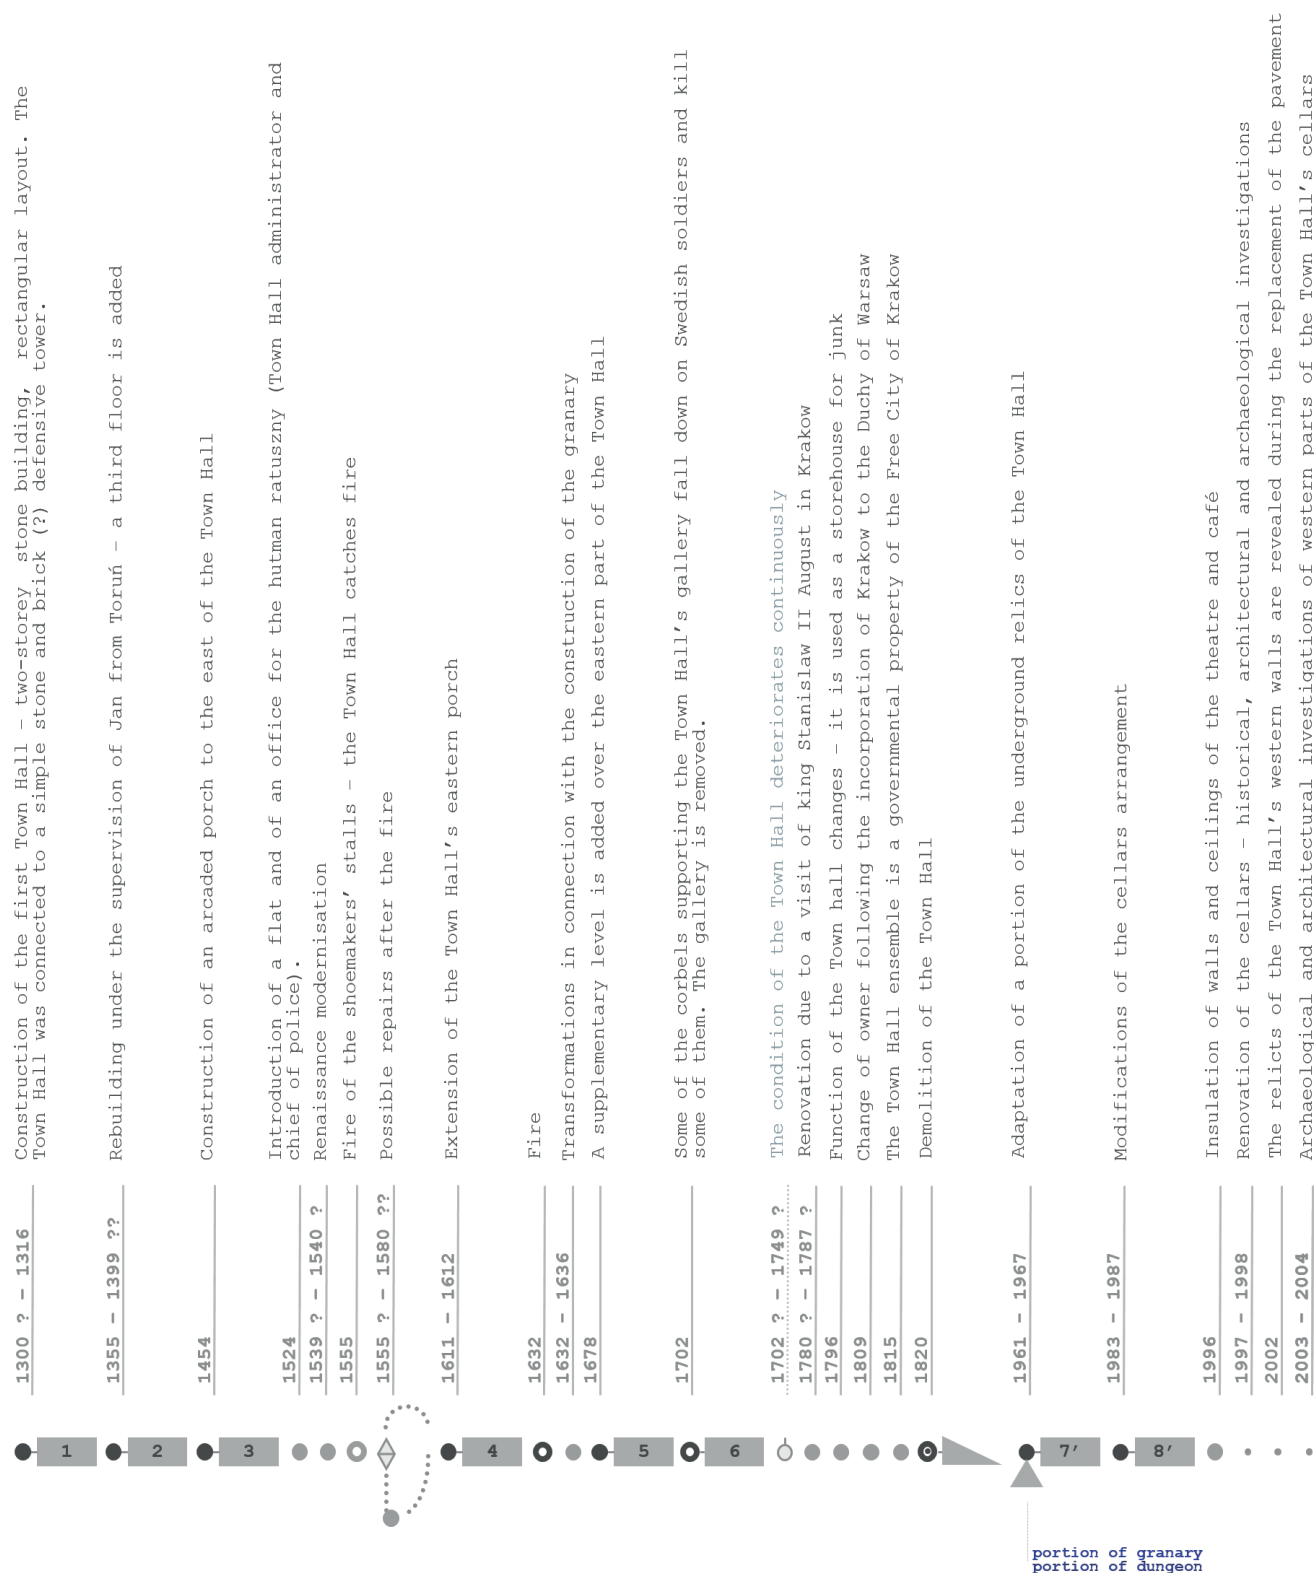 1300 ? – 1316
Construction of the first Town Hall – two-storey stone building, rectangular layout. The
Town Hall was connected to a simple stone and brick (?) defensive tower.
1355 – 1399 ??
Rebuilding under the supervision of Jan from Toruń – a third floor is added
1454
Construction of an arcaded porch to the east of the Town Hall
1524
Introduction of a flat and of an office for the hutman ratuszny (Town Hall administrator and
chief of police).
1539 ? – 1540 ?
Renaissance modernisation
1555
Fire of the shoemakers’ stalls – the Town Hall catches fire
1555 ? – 1580 ??
Possible repairs after the fire
1611 – 1612
Extension of the Town Hall’s eastern porch
1632
Fire
1632 – 1636
Transformations in connection with the construction of the granary
1678
A supplementary level is added over the eastern part of the Town Hall
1702
Some of the corbels supporting the Town Hall’s gallery fall down on Swedish soldiers and kill
some of them. The gallery is removed.
1702 ? – 1749 ?
The condition of the Town Hall deteriorates continuously
1780 ? – 1787 ?
Renovation due to a visit of king Stanislaw II August in Krakow
1796
Function of the Town hall changes – it is used as a storehouse for junk
1809
Change of owner following the incorporation of Krakow to the Duchy of Warsaw
1815
The Town Hall ensemble is a governmental property of the Free City of Krakow
1820
Demolition of the Town Hall
1961 – 1967
Adaptation of a portion of the underground relics of the Town Hall
1983 – 1987
Modifications of the cellars arrangement
1996
Insulation of walls and ceilings of the theatre and café
1997 – 1998
Renovation of the cellars – historical, architectural and archaeological investigations
2002
The relicts of the Town Hall’s western walls are revealed during the replacement of the pavement
2003 – 2004
Archaeological and architectural investigations of western parts of the Town Hall’s cellars
1
2
3
4
5
6
7’
8’
portion of granary
portion of dungeon